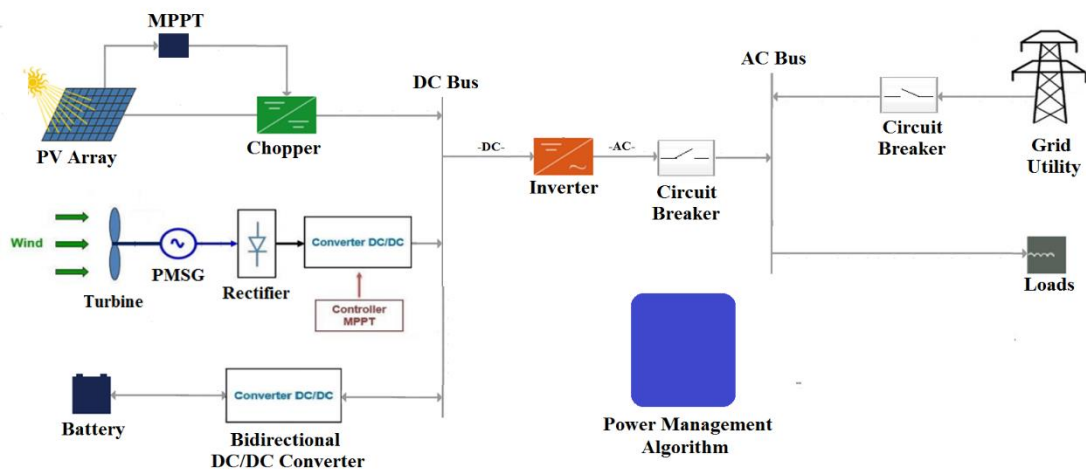 MPPT
DC Bus
AC Bus
PV Array
Chopper
Circuit
Breaker
Grid
Utility
-DC-
-AC-
Inverter
Circuit
Breaker
Wind
Converter DC/DC
PMSG
Turbine
Rectifier
Controller
MPPT
Loads
Converter DC/DC
Battery
Bidirectional
DC/DC Converter
Power Management
Algorithm